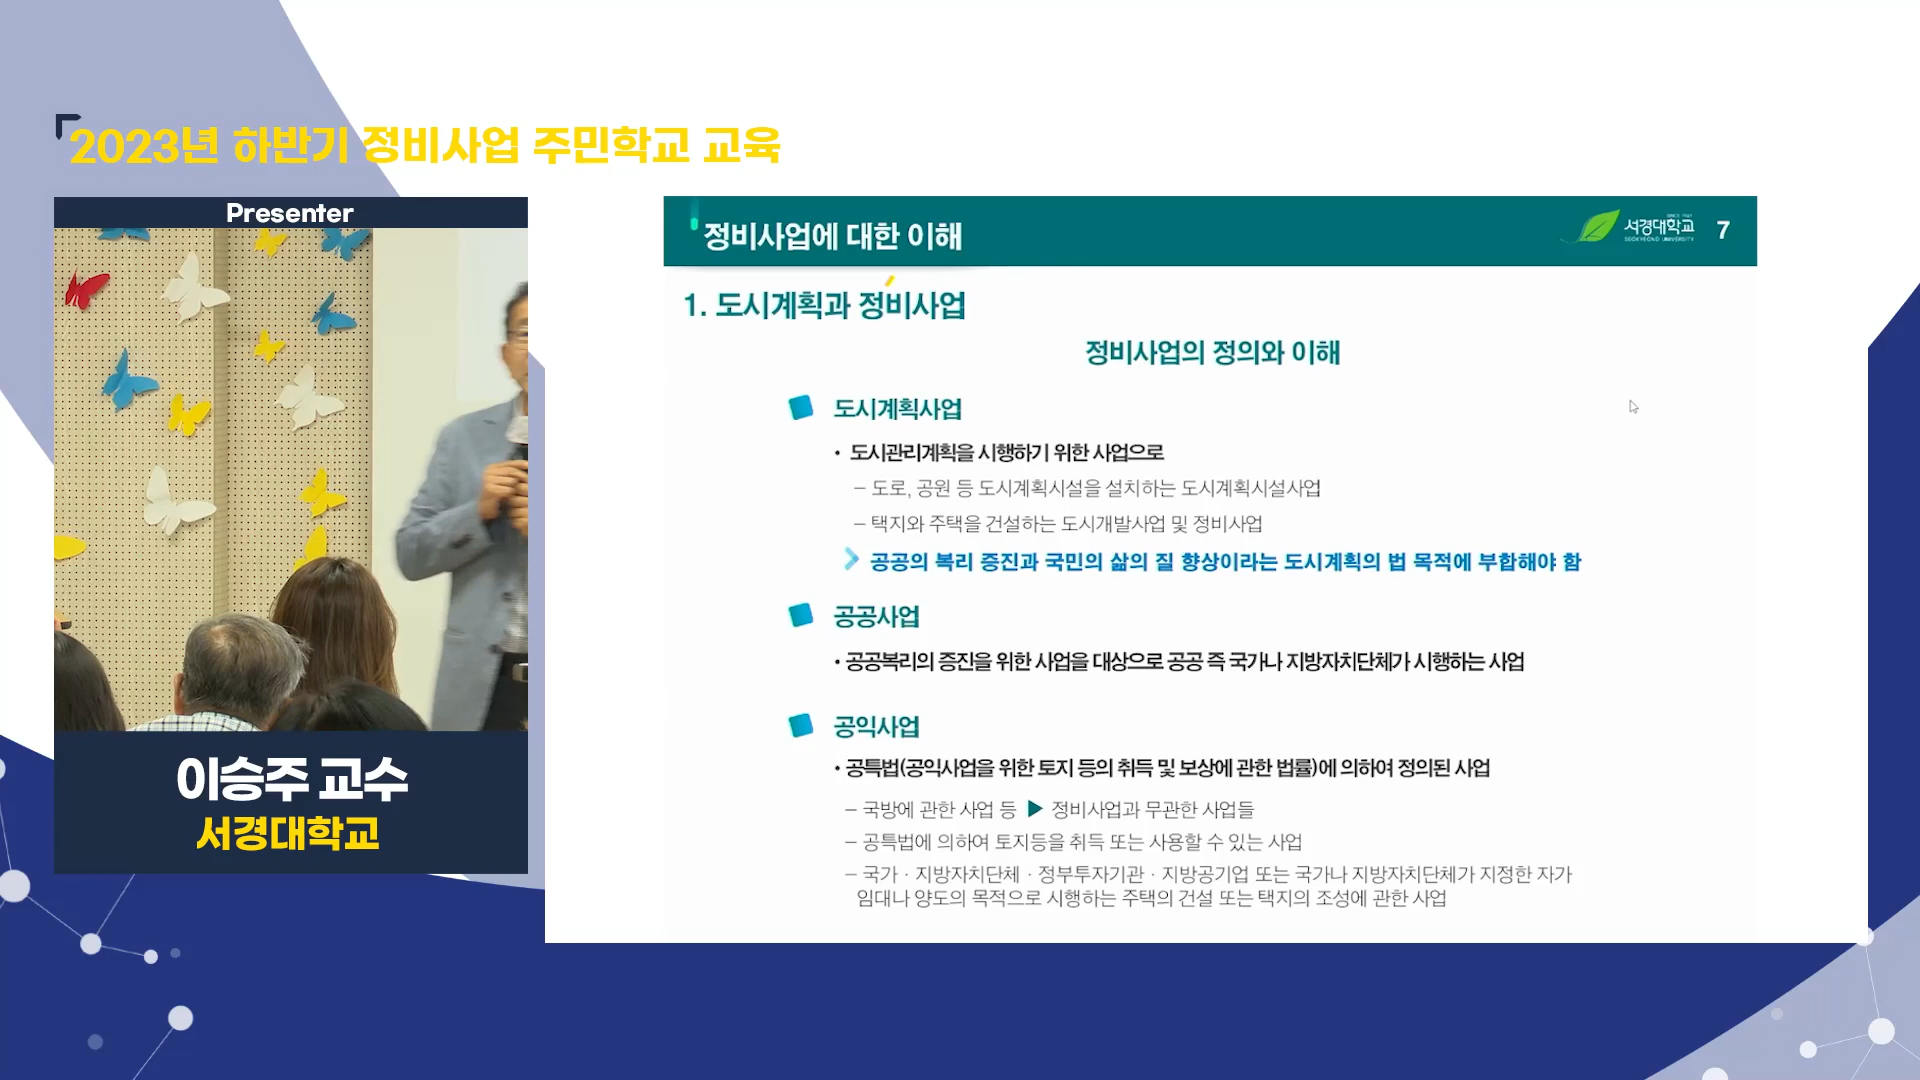 2023년 하반기 정비사업 주민학교 교육
Presenter
이승주 교수
서경대학교
정비사업에 대한 이해
서경대학교
SEOKYEONG UNIVERSITY
7
1. 도시계획과 정비사업
정비사업의 정의와 이해
도시계획사업
• 도시관리계획을 시행하기 위한 사업으로
– 도로, 공원 등 도시계획시설을 설치하는 도시계획시설사업
– 택지와 주택을 건설하는 도시개발사업 및 정비사업
공공의 복리 증진과 국민의 삶의 질 향상이라는 도시계획의 법 목적에 부합해야 함
공공사업
• 공공복리의 증진을 위한 사업을 대상으로 공공 즉 국가나 지방자치단체가 시행하는 사업
공익사업
• 공특법(공익사업을 위한 토지 등의 취득 및 보상에 관한 법률)에 의하여 정의된 사업
– 국방에 관한 사업 등 ▶ 정비사업과 무관한 사업들
– 공특법에 의하여 토지등을 취득 또는 사용할 수 있는 사업
– 국가 · 지방자치단체 · 정부투자기관 · 지방공기업 또는 국가나 지방자치단체가 지정한 자가
임대나 양도의 목적으로 시행하는 주택의 건설 또는 택지의 조성에 관한 사업